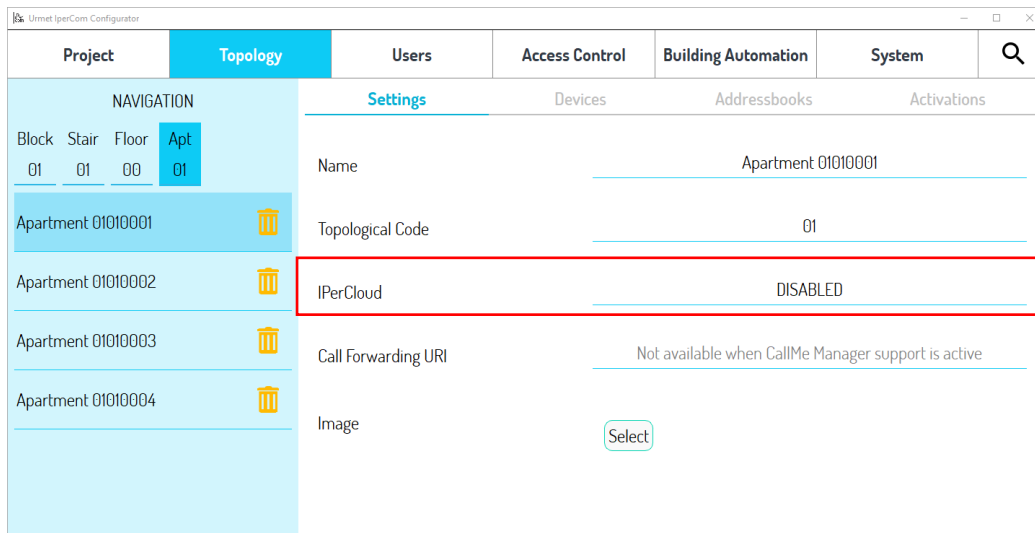 Urmet IperCom Configurator
Project Topology Users Access Control Building Automation System
NAVIGATION
Settings Devices Addressbooks Activations
Block Stair Floor Apt
01 01 00 01
Name Apartment 01010001
Apartment 01010001
Topological Code 01
Apartment 01010002
IPerCloud DISABLED
Apartment 01010003
Call Forwarding URI Not available when CallMe Manager support is active
Apartment 01010004
Image Select